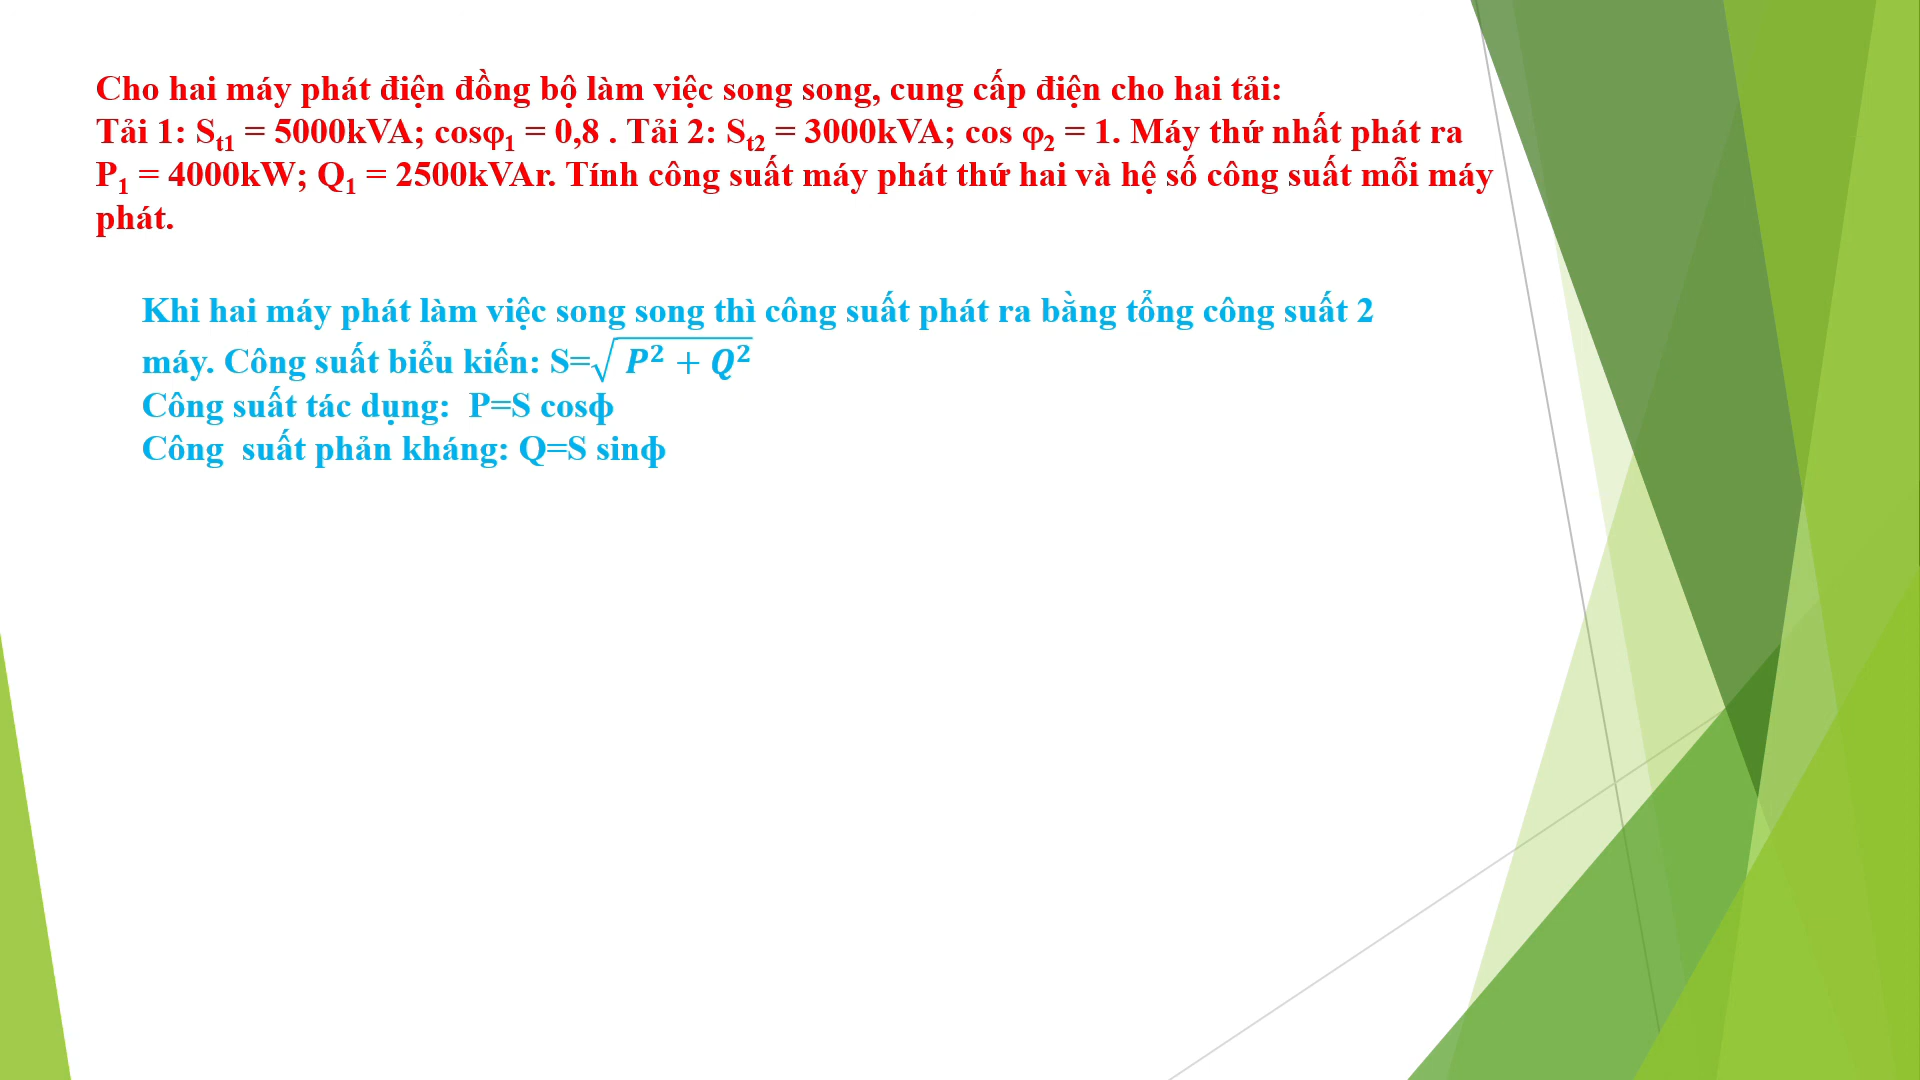 Cho hai máy phát điện đồng bộ làm việc song song, cung cấp điện cho hai tải:
Tải 1: Sₜ₁ = 5000kVA; cosφ₁ = 0,8 . Tải 2: Sₜ₂ = 3000kVA; cos φ₂ = 1. Máy thứ nhất phát ra
P₁ = 4000kW; Q₁ = 2500kVAr. Tính công suất máy phát thứ hai và hệ số công suất mỗi máy
phát.
Khi hai máy phát làm việc song song thì công suất phát ra bằng tổng công suất 2
máy. Công suất biểu kiến: S=√(P² + Q²)
Công suất tác dụng:  P=S cosф
Công  suất phản kháng: Q=S sinф